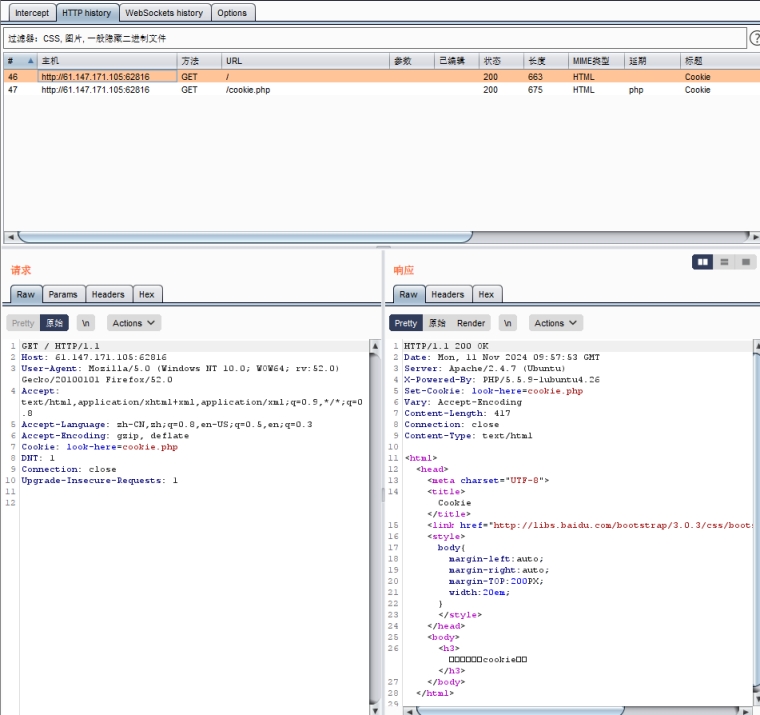 Intercept HTTP history WebSockets history Options
过滤器: CSS, 图片, 一般隐藏二进制文件 ?
# 主机 方法 URL 参数 已编辑 状态 长度 MIME类型 延期 标题
46 http://61.147.171.105:62816 GET / 200 663 HTML Cookie
47 http://61.147.171.105:62816 GET /cookie.php 200 675 HTML php Cookie
请求
Raw Params Headers Hex
Pretty 原始 \n Actions
1 GET / HTTP/1.1
2 Host: 61.147.171.105:62816
3 User-Agent: Mozilla/5.0 (Windows NT 10.0; WOW64; rv:52.0)
Gecko/20100101 Firefox/52.0
4 Accept:
text/html,application/xhtml+xml,application/xml;q=0.9,*/*;q=0
.8
5 Accept-Language: zh-CN,zh;q=0.8,en-US;q=0.5,en;q=0.3
6 Accept-Encoding: gzip, deflate
7 Cookie: look-here=cookie.php
8 DNT: 1
9 Connection: close
10 Upgrade-Insecure-Requests: 1
11
12
响应
Raw Headers Hex
Pretty 原始 Render \n Actions
1 HTTP/1.1 200 OK
2 Date: Mon, 11 Nov 2024 09:57:53 GMT
3 Server: Apache/2.4.7 (Ubuntu)
4 X-Powered-By: PHP/5.5.9-1ubuntu4.26
5 Set-Cookie: look-here=cookie.php
6 Vary: Accept-Encoding
7 Content-Length: 417
8 Connection: close
9 Content-Type: text/html
10
11 <html>
12 <head>
13 <meta charset="UTF-8">
14 <title>
Cookie
</title>
15 <link href="http://libs.baidu.com/bootstrap/3.0.3/css/boots
16 <style>
17 body{
18 margin-left:auto;
19 margin-right:auto;
20 margin-TOP:200PX;
21 width:20em;
22 }
23 </style>
24 </head>
25 <body>
26 <h3>
□□□□□□cookie□□
</h3>
27 </body>
28 </html>
29